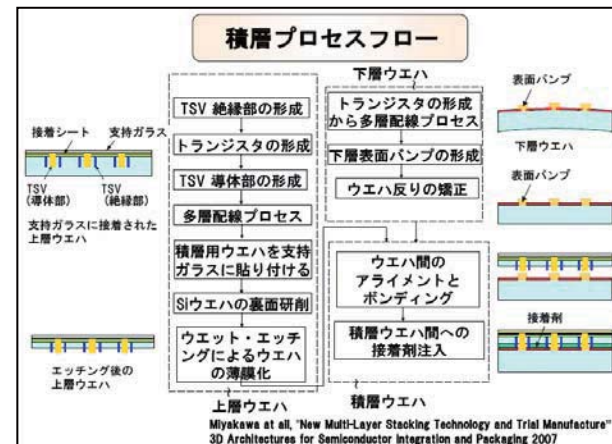 積層プロセスフロー
TSV 絶縁部の形成
トランジスタの形成
TSV 導体部の形成
多層配線プロセス
積層用ウエハを支持
ガラスに貼り付ける
Siウエハの裏面研削
ウエット・エッチ
ングによるウエハ
の薄膜化
上層ウエハ
下層ウエハ
トランジスタの形成
から多層配線プロセス
下層表面バンプの形成
ウエハ反りの矯正
ウエハ間の
アライメントと
ボンディング
積層ウエハ間への
接着剤注入
積層ウエハ
接着シート
支持ガラス
TSV
(導体部)
TSV
(絶縁部)
支持ガラスに接着された
上層ウエハ
エッチング後の
上層ウエハ
表面バンプ
下層ウエハ
表面バンプ
接着剤
Miyakawa at all, "New Multi-Layer Stacking Technology and Trial Manufacture"
3D Architectures for Semiconductor Integration and Packaging 2007